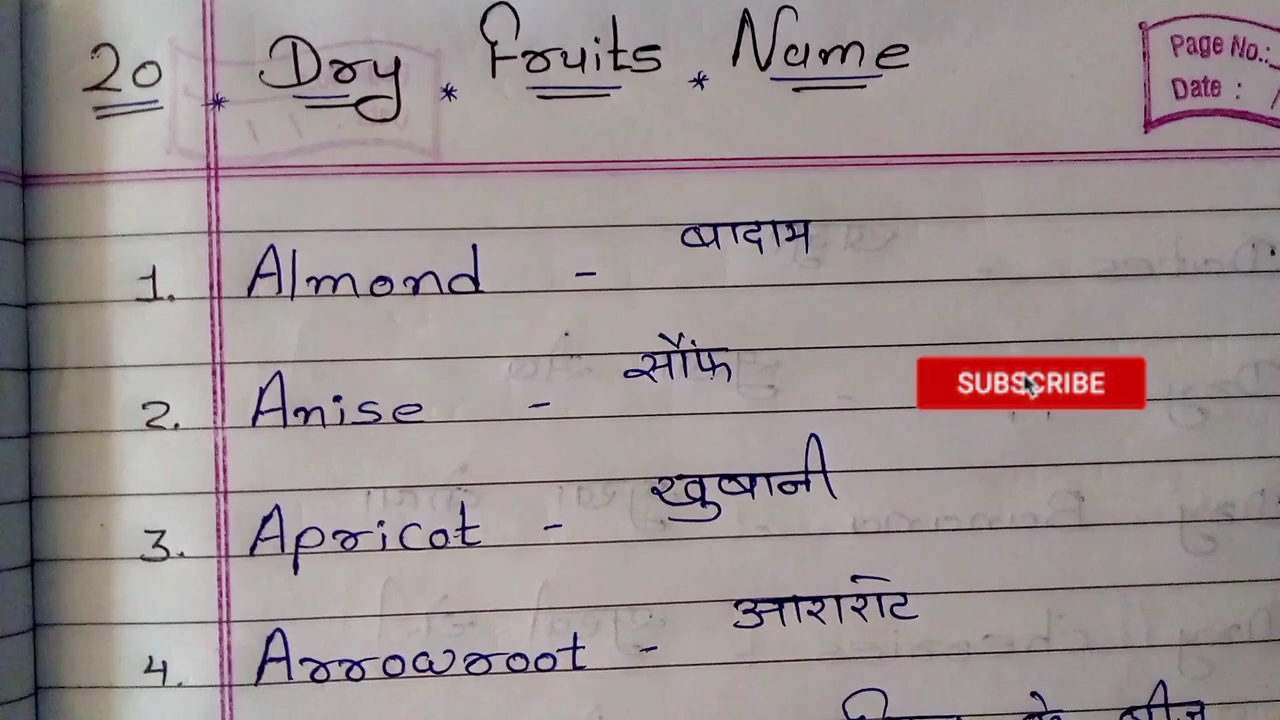 20 * Dry * Fruits * Name
Page No.:
Date : /
1. Almond - बादाम
2. Anise - सौंफ
SUBSCRIBE
3. Apricot - खुबानी
4. Arrowroot - आरारोट
के बीज